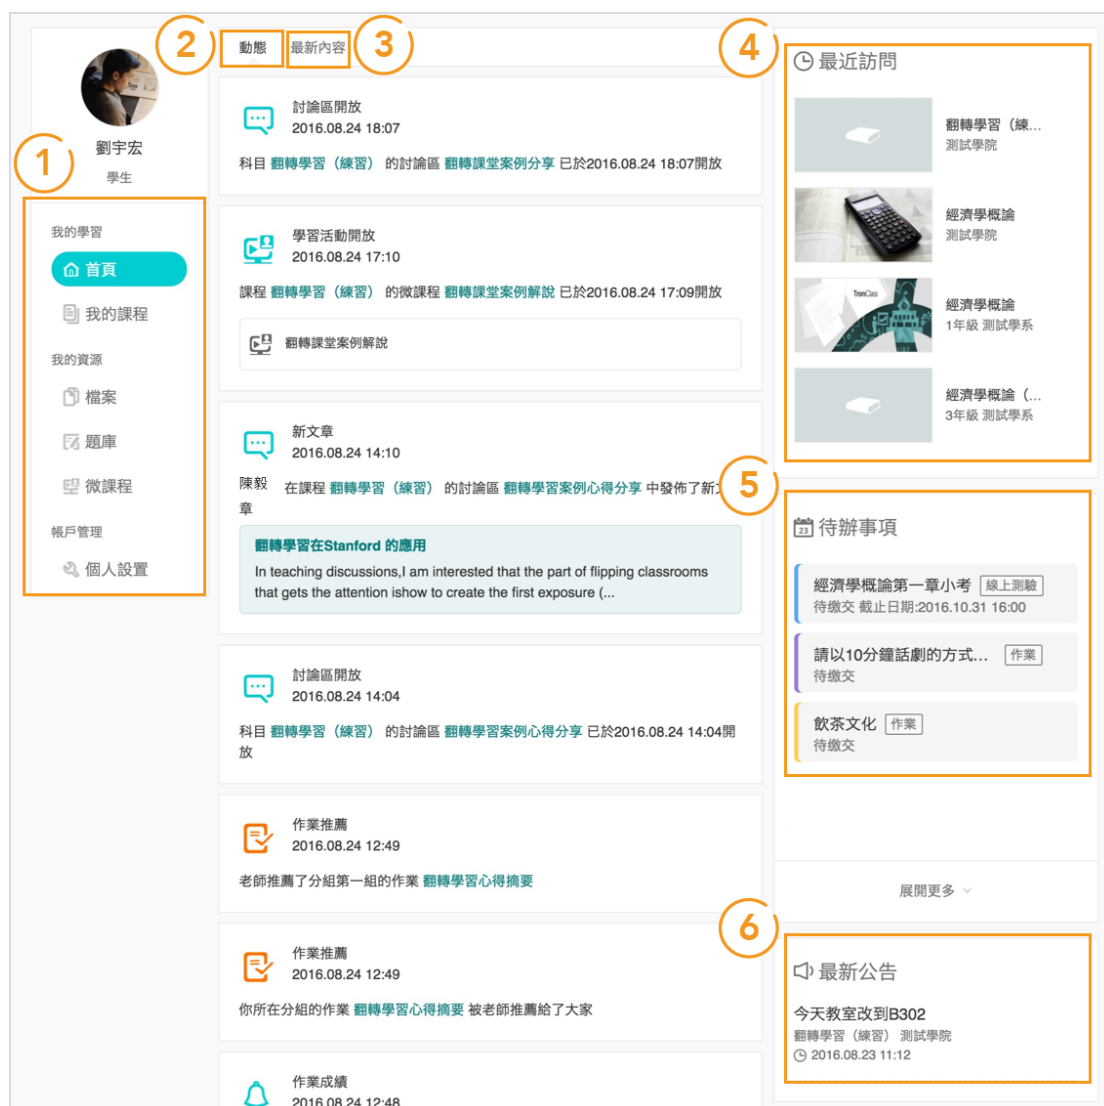 1
劉宇宏
學生
我的學習
首頁
我的課程
我的資源
檔案
題庫
微課程
帳戶管理
個人設置
2
動態
最新內容
3
討論區開放
2016.08.24 18:07
科目 翻轉學習（練習） 的討論區 翻轉課堂案例分享 已於2016.08.24 18:07開放
學習活動開放
2016.08.24 17:10
課程 翻轉學習（練習） 的微課程 翻轉課堂案例解說 已於2016.08.24 17:09開放
翻轉課堂案例解說
新文章
2016.08.24 14:10
陳毅 在課程 翻轉學習（練習） 的討論區 翻轉學習案例心得分享 中發佈了新文
章
翻轉學習在Stanford 的應用
In teaching discussions,I am interested that the part of flipping classrooms
that gets the attention ishow to create the first exposure (...
討論區開放
2016.08.24 14:04
科目 翻轉學習（練習） 的討論區 翻轉學習案例心得分享 已於2016.08.24 14:04開
放
作業推薦
2016.08.24 12:49
老師推薦了分組第一組的作業 翻轉學習心得摘要
作業推薦
2016.08.24 12:49
你所在分組的作業 翻轉學習心得摘要 被老師推薦給了大家
作業成績
2016.08.24 12:48
4
最近訪問
翻轉學習（練...
測試學院
經濟學概論
測試學院
TronClass
經濟學概論
1年級 測試學系
經濟學概論（...
3年級 測試學系
5
23 待辦事項
經濟學概論第一章小考 線上測驗
待繳交 截止日期:2016.10.31 16:00
請以10分鐘話劇的方式... 作業
待繳交
飲茶文化 作業
待繳交
展開更多
6
最新公告
今天教室改到B302
翻轉學習（練習） 測試學院
2016.08.23 11:12